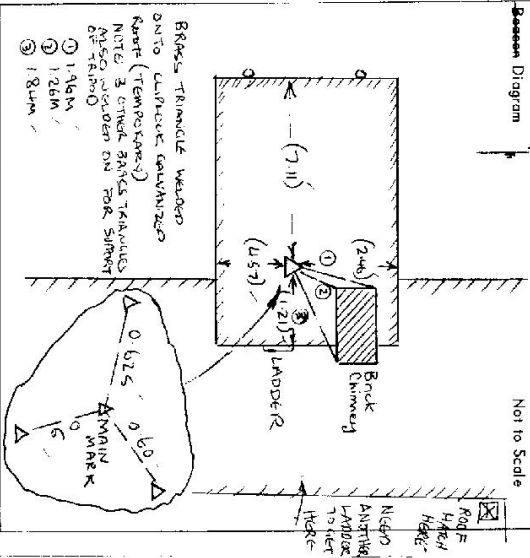 Beacon Diagram
Not to Scale
BRASS TRIANGLE WELDED
ONTO CLIPLOCK GALVANIZED
ROOF (TEMPORARY)
NOTE 3 OTHER BRASS TRIANGLES
ALSO WELDED ON FOR SUPPORT
OF TRIPOD
① 1.96M
② 1.26M
③ 1.84M
(7.11)
(4.57)
(2.46)
①
②
③
(1.21)
LADDER
Brick
Chimney
0.625
0.60
0.6
MAIN
MARK
ROOF
HATCH
HERE
NEED
ANOTHER
LADDER
TO GET
HERE